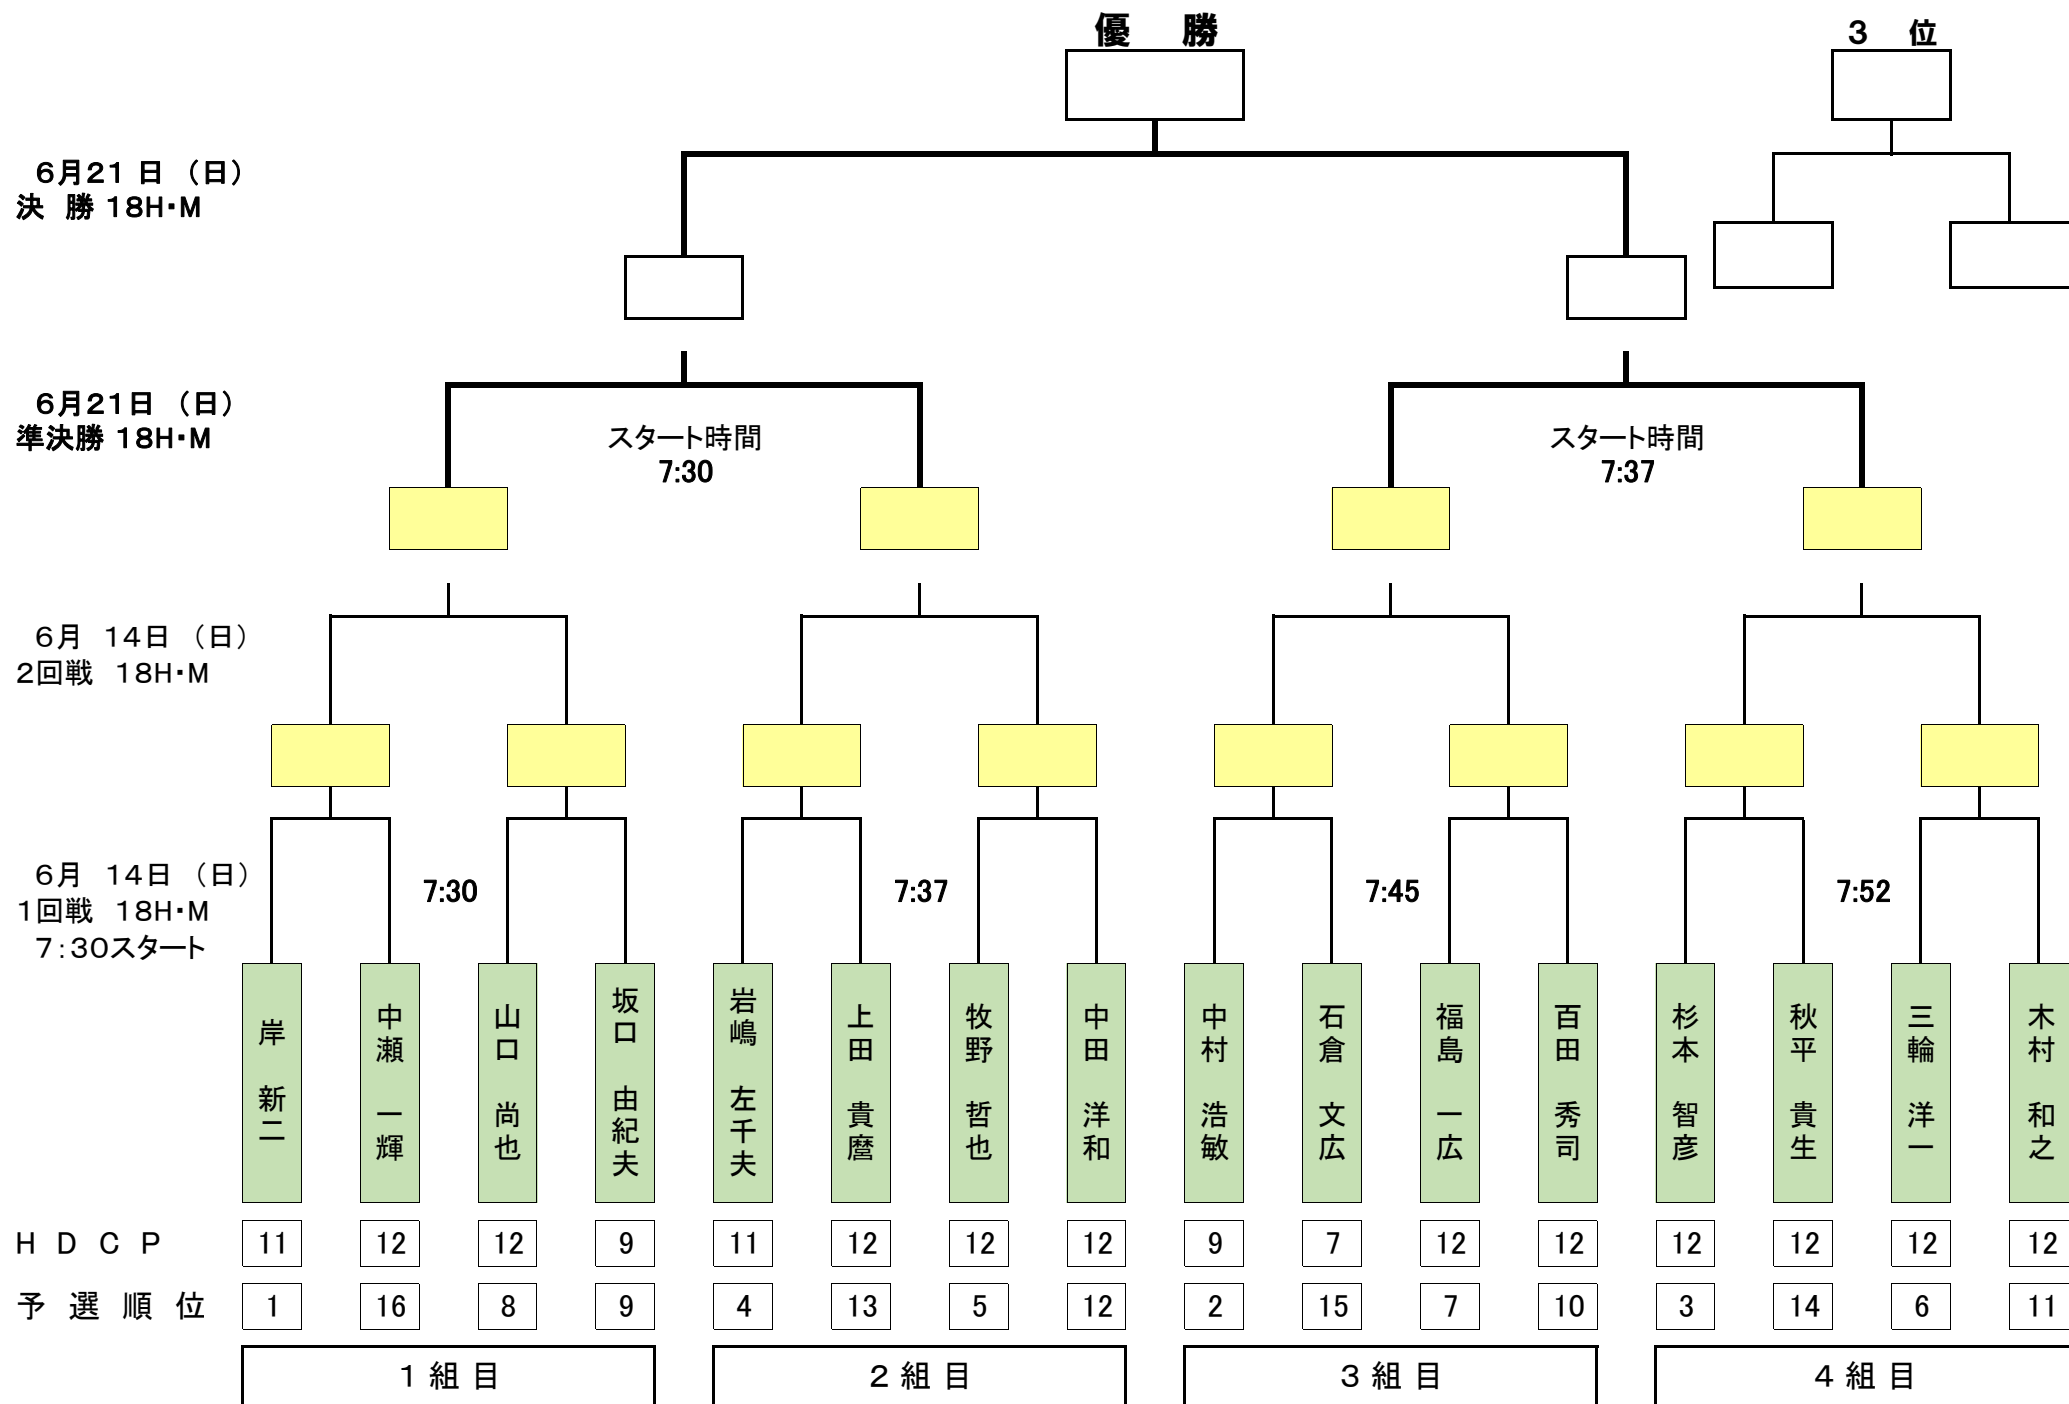 優　勝
３　位
６月２１日（日）
決　勝 １８H・M
６月２１日（日）
準決勝 １８H・M
スタート時間
7:30
スタート時間
7:37
６月　１４日（日）
２回戦　１８H・M
６月　１４日（日）
１回戦　１８H・M
７：３０スタート
7:30
7:37
7:45
7:52
岸　新二
中瀬　一輝
山口　尚也
坂口　由紀夫
岩嶋　左千夫
上田　貴麿
牧野　哲也
中田　洋和
中村　浩敏
石倉　文広
福島　一広
百田　秀司
杉本　智彦
秋平　貴生
三輪　洋一
木村　和之
ＨＤＣＰ 11 12 12 9 11 12 12 12 9 7 12 12 12 12 12 12
予選順位 1 16 8 9 4 13 5 12 2 15 7 10 3 14 6 11
１組目
２組目
３組目
４組目